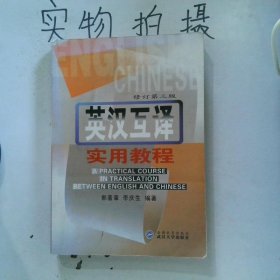 实物拍摄
ENGLISH
CHINESE
修订第三版
英汉互译
实用教程
A PRACTICAL COURSE
IN TRANSLATION
BETWEEN ENGLISH AND CHINESE
郭著章 李庆生 编著
武汉大学出版社